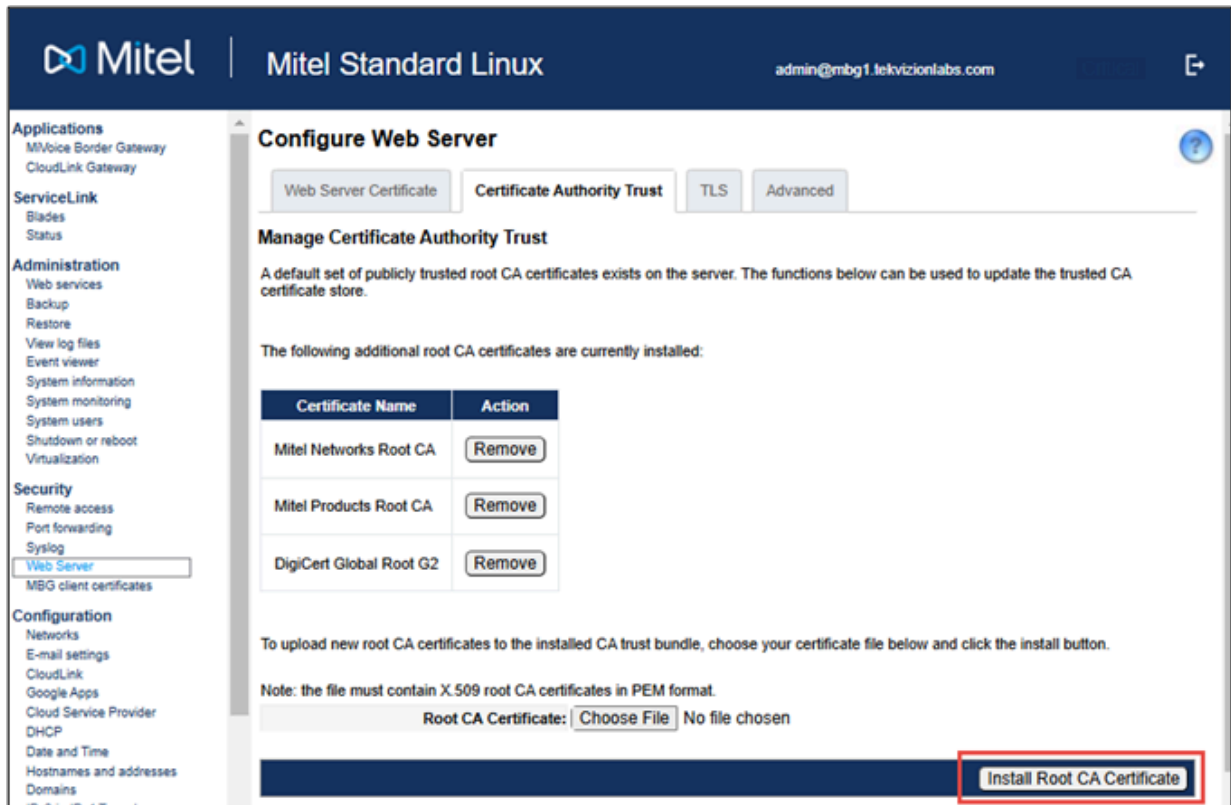 Mitel
Mitel Standard Linux
admin@mbg1.tekvizionlabs.com
Applications
MiVoice Border Gateway
CloudLink Gateway
ServiceLink
Blades
Status
Administration
Web services
Backup
Restore
View log files
Event viewer
System information
System monitoring
System users
Shutdown or reboot
Virtualization
Security
Remote access
Port forwarding
Syslog
Web Server
MBG client certificates
Configuration
Networks
E-mail settings
CloudLink
Google Apps
Cloud Service Provider
DHCP
Date and Time
Hostnames and addresses
Domains
Configure Web Server
?
Web Server Certificate
Certificate Authority Trust
TLS
Advanced
Manage Certificate Authority Trust
A default set of publicly trusted root CA certificates exists on the server. The functions below can be used to update the trusted CA
certificate store.
The following additional root CA certificates are currently installed:
Certificate Name Action
Mitel Networks Root CA Remove
Mitel Products Root CA Remove
DigiCert Global Root G2 Remove
To upload new root CA certificates to the installed CA trust bundle, choose your certificate file below and click the install button.
Note: the file must contain X.509 root CA certificates in PEM format.
Root CA Certificate: Choose File No file chosen
Install Root CA Certificate